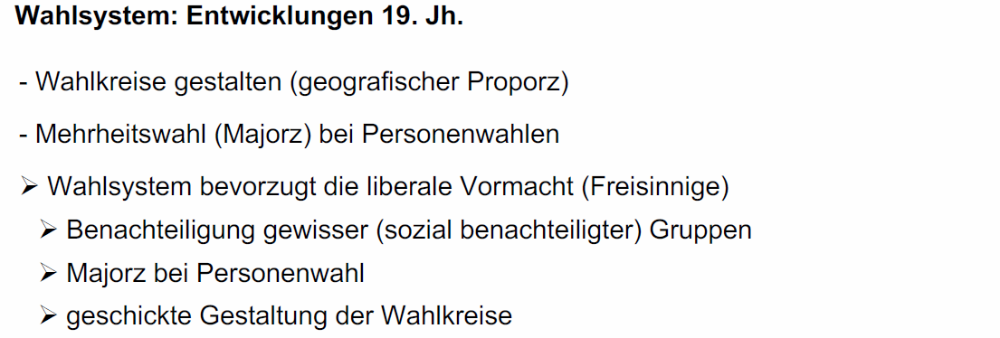 Wahlsystem: Entwicklungen 19. Jh.
- Wahlkreise gestalten (geografischer Proporz)
- Mehrheitswahl (Majorz) bei Personenwahlen
➢ Wahlsystem bevorzugt die liberale Vormacht (Freisinnige)
➢ Benachteiligung gewisser (sozial benachteiligter) Gruppen
➢ Majorz bei Personenwahl
➢ geschickte Gestaltung der Wahlkreise